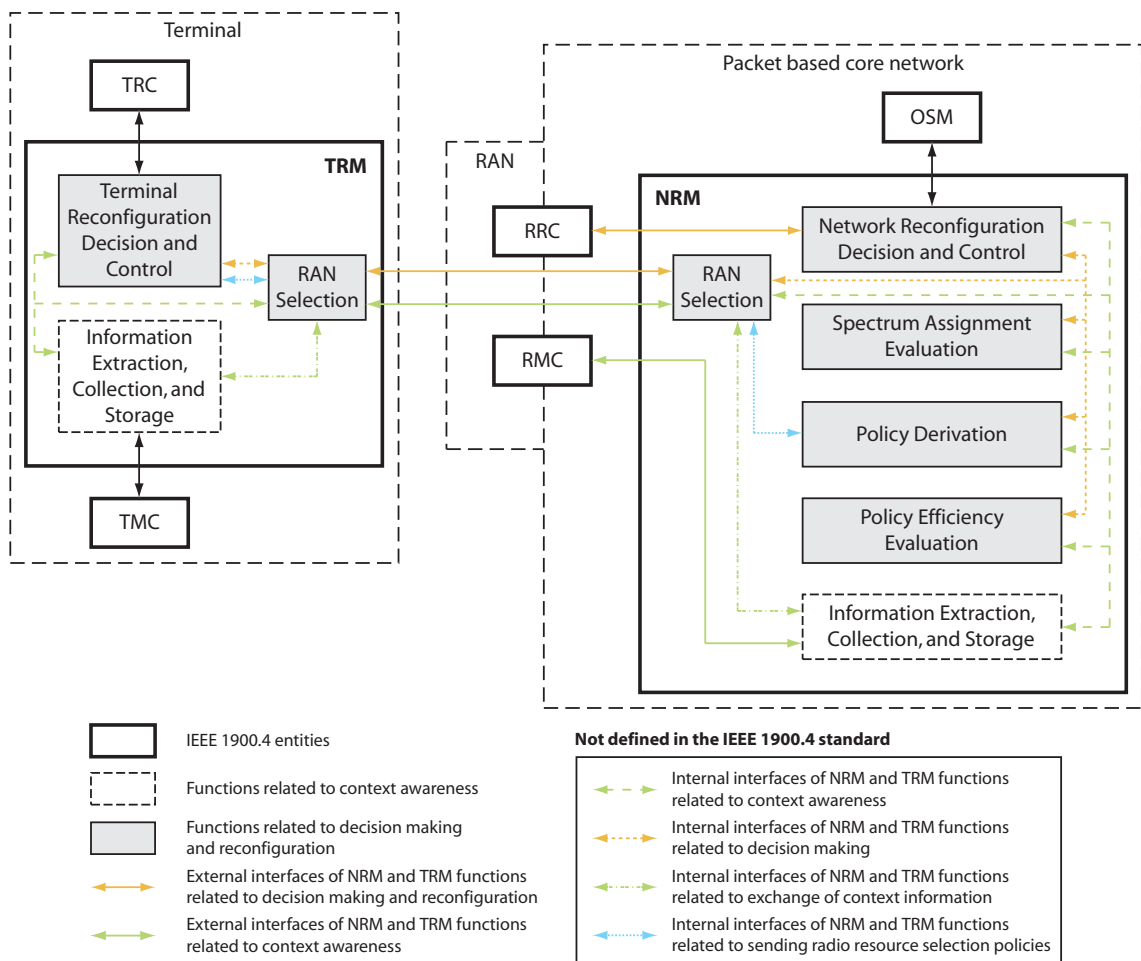 Terminal
TRC
TRM
Terminal
Reconfiguration
Decision and
Control
RAN
Selection
Information
Extraction,
Collection, and
Storage
TMC
Packet based core network
OSM
RAN
NRM
RRC
Network Reconfiguration
Decision and Control
RAN
Selection
Spectrum Assignment
Evaluation
RMC
Policy Derivation
Policy Efficiency
Evaluation
Information Extraction,
Collection, and Storage
IEEE 1900.4 entities
Functions related to context awareness
Functions related to decision making
and reconfiguration
External interfaces of NRM and TRM functions
related to decision making and reconfiguration
External interfaces of NRM and TRM functions
related to context awareness
Not defined in the IEEE 1900.4 standard
Internal interfaces of NRM and TRM functions
related to context awareness
Internal interfaces of NRM and TRM functions
related to decision making
Internal interfaces of NRM and TRM functions
related to exchange of context information
Internal interfaces of NRM and TRM functions
related to sending radio resource selection policies